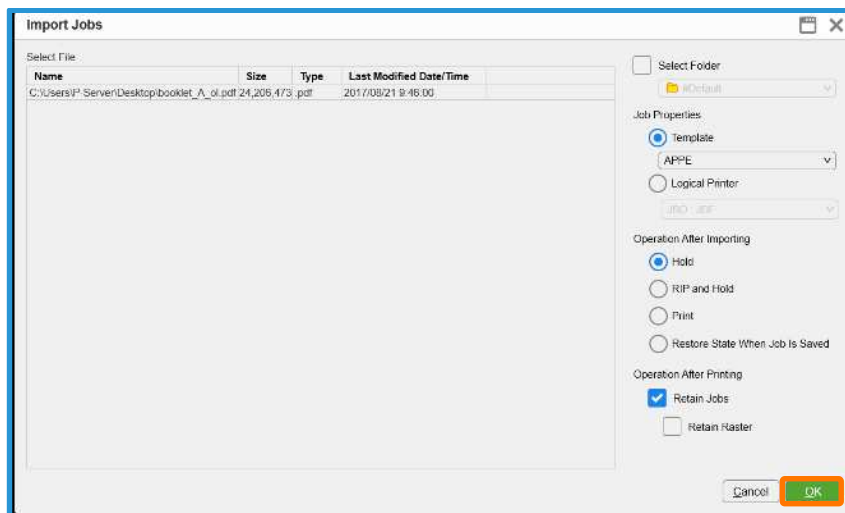 Import Jobs
Select File
Name Size Type Last Modified Date/Time
C:\Users\P-Server\Desktop\booklet_A_ol.pdf 24,206,473 .pdf 2017/08/21 9:46:00
Select Folder
#Default
Job Properties
Template
APPE
Logical Printer
Operation After Importing
Hold
RIP and Hold
Print
Restore State When Job Is Saved
Operation After Printing
Retain Jobs
Retain Raster
Cancel OK